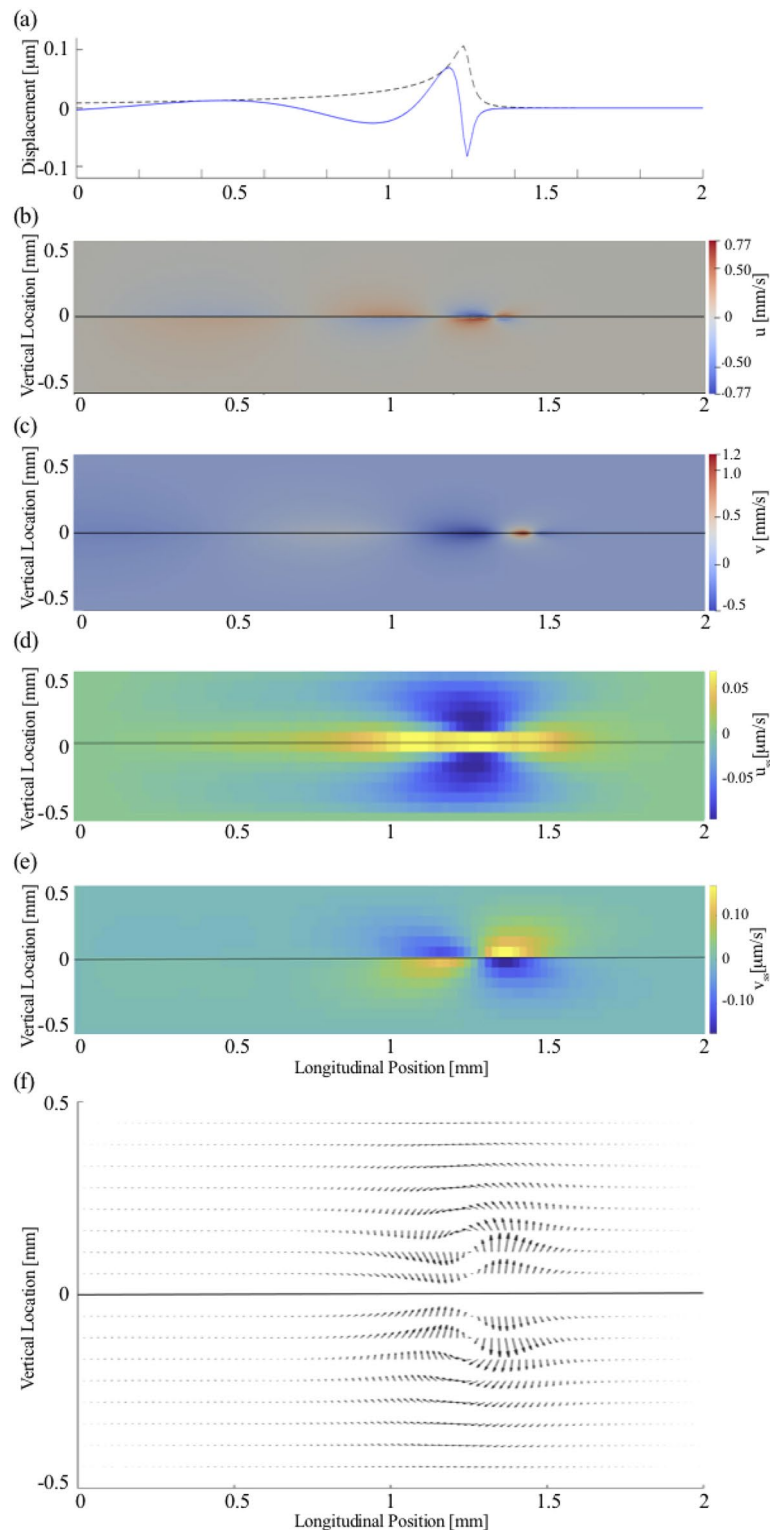 (a)
Displacement [μm]
0.1
0
-0.1
0 0.5 1 1.5 2
(b)
Vertical Location [mm]
0.5
0
-0.5
0 0.5 1 1.5 2
0.77
0.50
0
-0.50
-0.77
u [mm/s]
(c)
Vertical Location [mm]
0.5
0
-0.5
0 0.5 1 1.5 2
1.2
1.0
0.5
0
-0.5
v [mm/s]
(d)
Vertical Location [mm]
0.5
0
-0.5
0 0.5 1 1.5 2
0.05
0
-0.05
u_ss [μm/s]
(e)
Vertical Location [mm]
0.5
0
-0.5
0 0.5 1 1.5 2
Longitudinal Position [mm]
0.10
0
-0.10
v_ss [μm/s]
(f)
Vertical Location [mm]
0.5
0
-0.5
0 0.5 1 1.5 2
Longitudinal Position [mm]